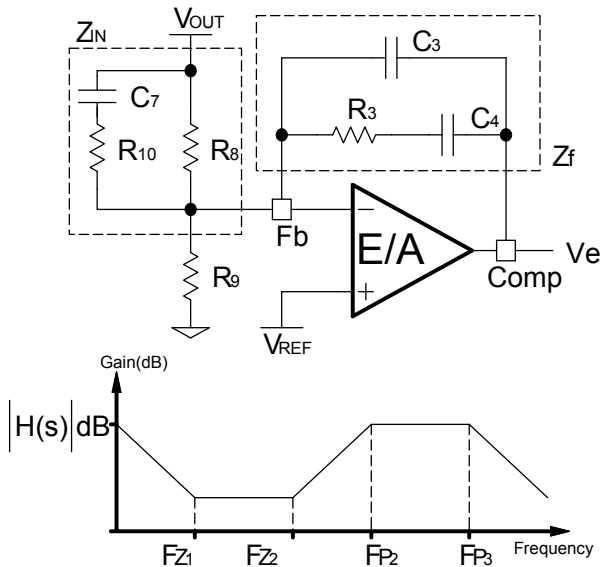 ZIN
VOUT
C7
R10
R8
R9
C3
R3
C4
Zf
Fb
−
E/A
+
VREF
Comp
Ve
Gain(dB)
|H(s)|dB
FZ1
FZ2
FP2
FP3
Frequency